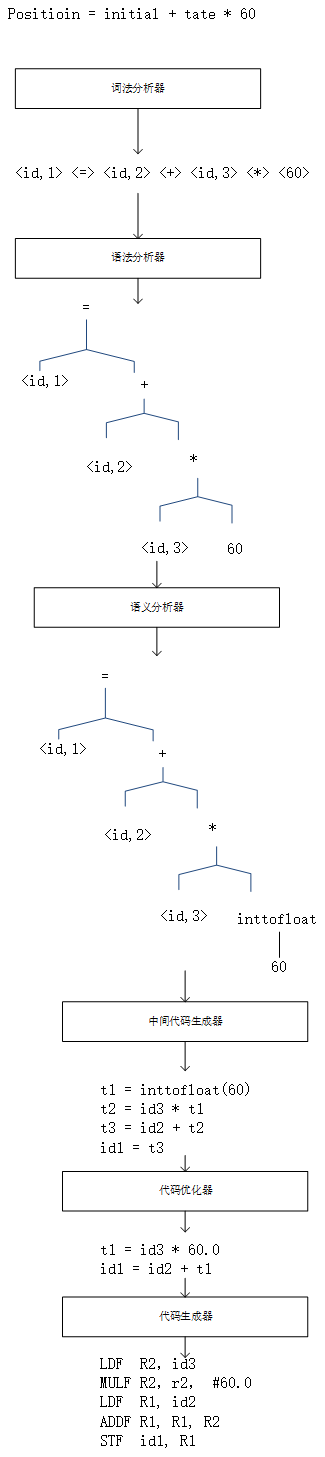 Positioin = initial + tate * 60
词法分析器
<id,1> <=> <id,2> <+> <id,3> <*> <60>
语法分析器
=
<id,1>
+
<id,2>
*
<id,3> 60
语义分析器
=
<id,1>
+
<id,2>
*
<id,3>
inttofloat
60
中间代码生成器
t1 = inttofloat(60)
t2 = id3 * t1
t3 = id2 + t2
id1 = t3
代码优化器
t1 = id3 * 60.0
id1 = id2 + t1
代码生成器
LDF R2, id3
MULF R2, r2, #60.0
LDF R1, id2
ADDF R1, R1, R2
STF id1, R1